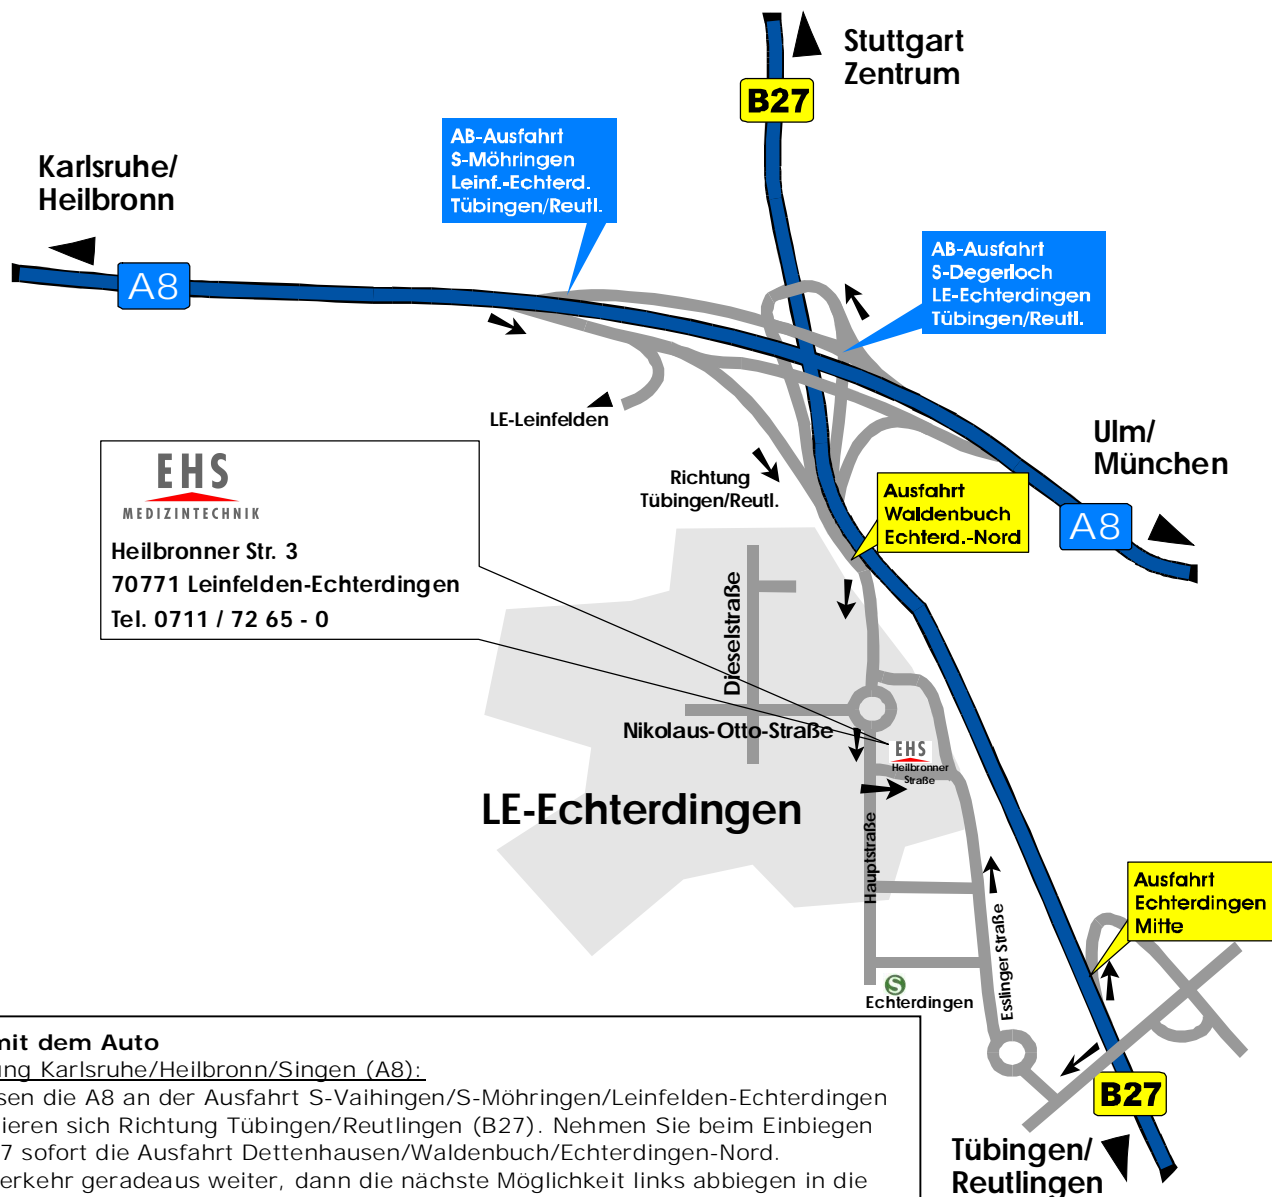 Stuttgart
Zentrum
B27
AB-Ausfahrt
S-Möhringen
Leinf.-Echterd.
Tübingen/Reutl.
Karlsruhe/
Heilbronn
A8
AB-Ausfahrt
S-Degerloch
LE-Echterdingen
Tübingen/Reutl.
LE-Leinfelden
Ulm/
München
A8
Richtung
Tübingen/Reutl.
Ausfahrt
Waldenbuch
Echterd.-Nord
EHS
MEDIZINTECHNIK
Heilbronner Str. 3
70771 Leinfelden-Echterdingen
Tel. 0711 / 72 65 - 0
Dieselstraße
Nikolaus-Otto-Straße
EHS
Heilbronner
Straße
LE-Echterdingen
Hauptstraße
Ausfahrt
Echterdingen
Mitte
Esslinger Straße
S
Echterdingen
B27
Tübingen/
Reutlingen
mit dem Auto
ung Karlsruhe/Heilbronn/Singen (A8):
sen die A8 an der Ausfahrt S-Vaihingen/S-Möhringen/Leinfelden-Echterdingen
ieren sich Richtung Tübingen/Reutlingen (B27). Nehmen Sie beim Einbiegen
7 sofort die Ausfahrt Dettenhausen/Waldenbuch/Echterdingen-Nord.
erkehr geradeaus weiter, dann die nächste Möglichkeit links abbiegen in die